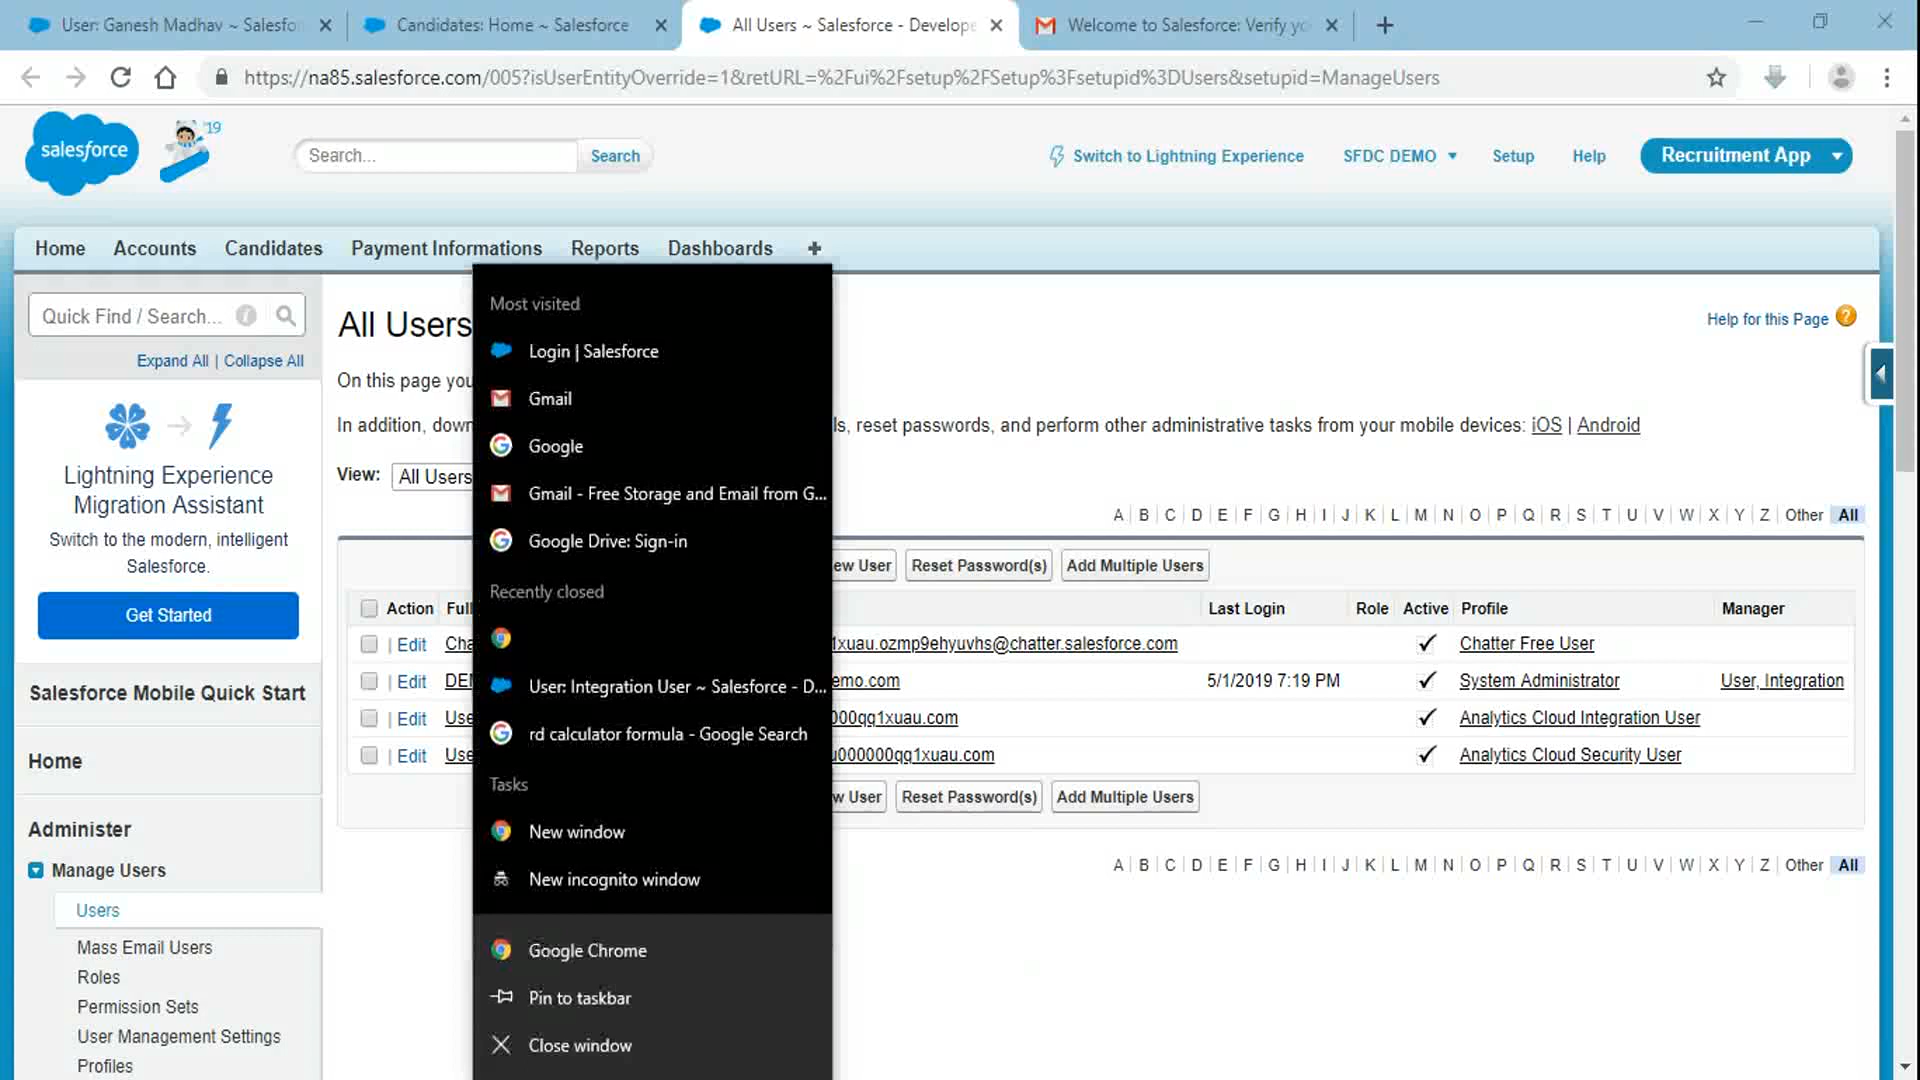 User: Ganesh Madhav ~ Salesfo
Candidates: Home ~ Salesforce
All Users ~ Salesforce - Develope
Welcome to Salesforce: Verify yo
https://na85.salesforce.com/005?isUserEntityOverride=1&retURL=%2Fui%2Fsetup%2FSetup%3Fsetupid%3DUsers&setupid=ManageUsers
salesforce
'19
Search...
Search
Switch to Lightning Experience
SFDC DEMO
Setup
Help
Recruitment App
Home
Accounts
Candidates
Payment Informations
Reports
Dashboards
Quick Find / Search...
Expand All | Collapse All
Lightning Experience
Migration Assistant
Switch to the modern, intelligent
Salesforce.
Get Started
Salesforce Mobile Quick Start
Home
Administer
Manage Users
Users
Mass Email Users
Roles
Permission Sets
User Management Settings
Profiles
All Users
Help for this Page
On this page you
In addition, down
ls, reset passwords, and perform other administrative tasks from your mobile devices: iOS | Android
View: All Users
A | B | C | D | E | F | G | H | I | J | K | L | M | N | O | P | Q | R | S | T | U | V | W | X | Y | Z | Other All
ew User
Reset Password(s)
Add Multiple Users
Action Full Last Login Role Active Profile Manager
| Edit Cha 1xuau.ozmp9ehyuvhs@chatter.salesforce.com Chatter Free User
| Edit DEM emo.com 5/1/2019 7:19 PM System Administrator User, Integration
| Edit Use 000qq1xuau.com Analytics Cloud Integration User
| Edit Use u000000qq1xuau.com Analytics Cloud Security User
w User
Reset Password(s)
Add Multiple Users
A | B | C | D | E | F | G | H | I | J | K | L | M | N | O | P | Q | R | S | T | U | V | W | X | Y | Z | Other All
Most visited
Login | Salesforce
Gmail
Google
Gmail - Free Storage and Email from G...
Google Drive: Sign-in
Recently closed
User: Integration User ~ Salesforce - D...
rd calculator formula - Google Search
Tasks
New window
New incognito window
Google Chrome
Pin to taskbar
Close window